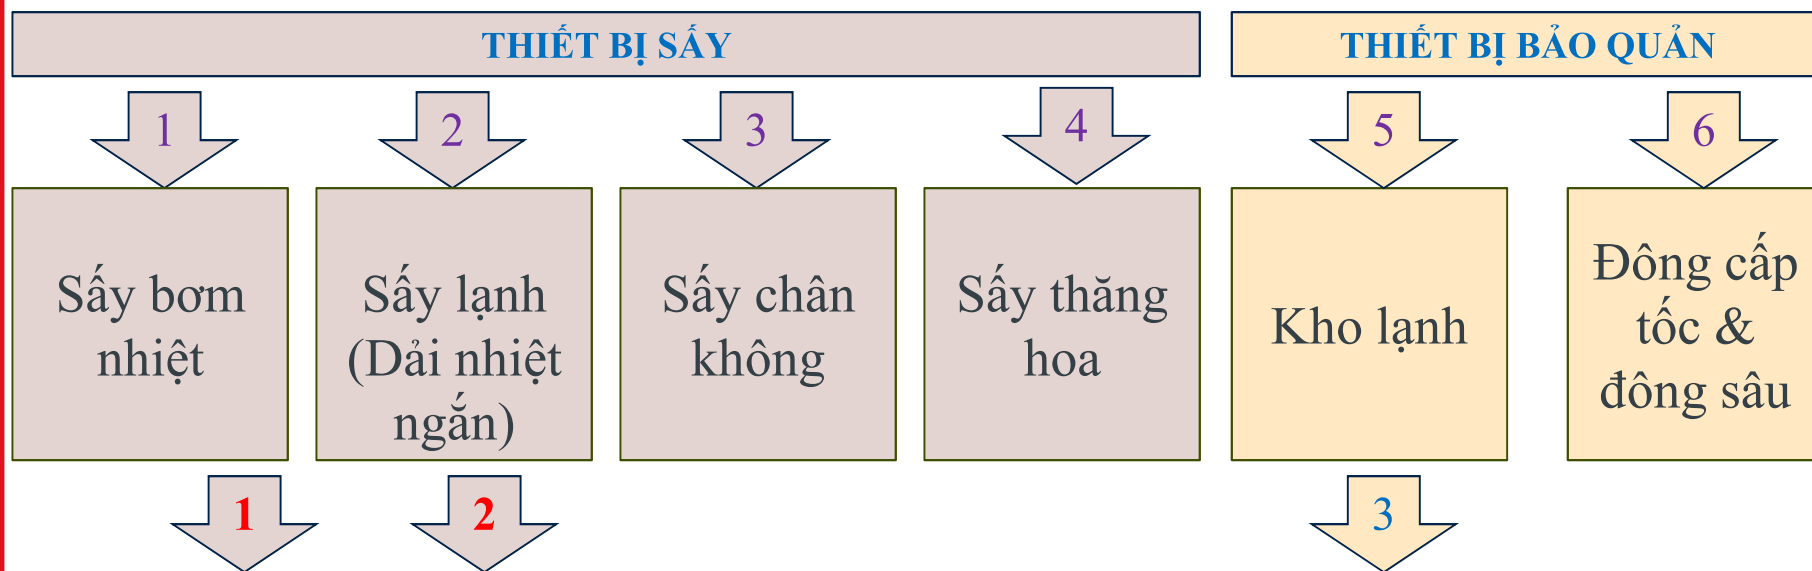 THIẾT BỊ SẤY
THIẾT BỊ BẢO QUẢN
1
2
3
4
5
6
Sấy bơm
nhiệt
Sấy lạnh
(Dải nhiệt
ngắn)
Sấy chân
không
Sấy thăng
hoa
Kho lạnh
Đông cấp
tốc &
đông sâu
1
2
3